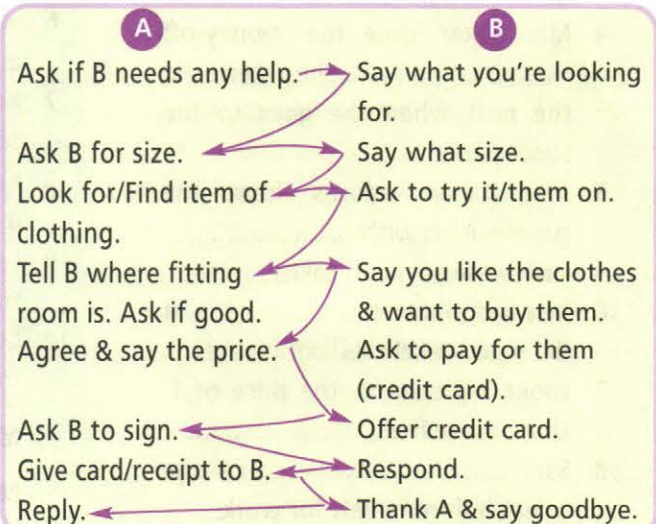 A
B
Ask if B needs any help.
Say what you're looking
for.
Ask B for size.
Say what size.
Look for/Find item of
clothing.
Ask to try it/them on.
Tell B where fitting
room is. Ask if good.
Say you like the clothes
& want to buy them.
Agree & say the price.
Ask to pay for them
(credit card).
Ask B to sign.
Offer credit card.
Give card/receipt to B.
Respond.
Reply.
Thank A & say goodbye.